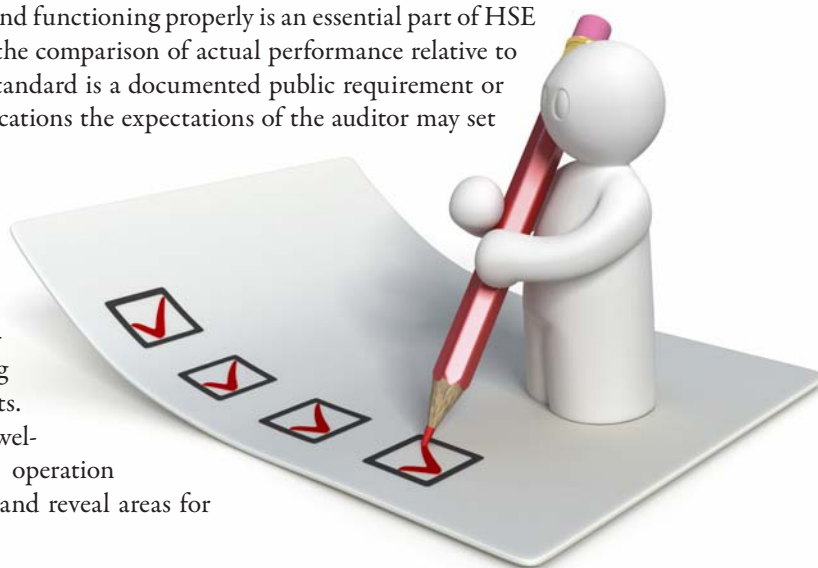 nd functioning properly is an essential part of HSE
the comparison of actual performance relative to
tandard is a documented public requirement or
cations the expectations of the auditor may set
g
ts.
wel-
operation
and reveal areas for